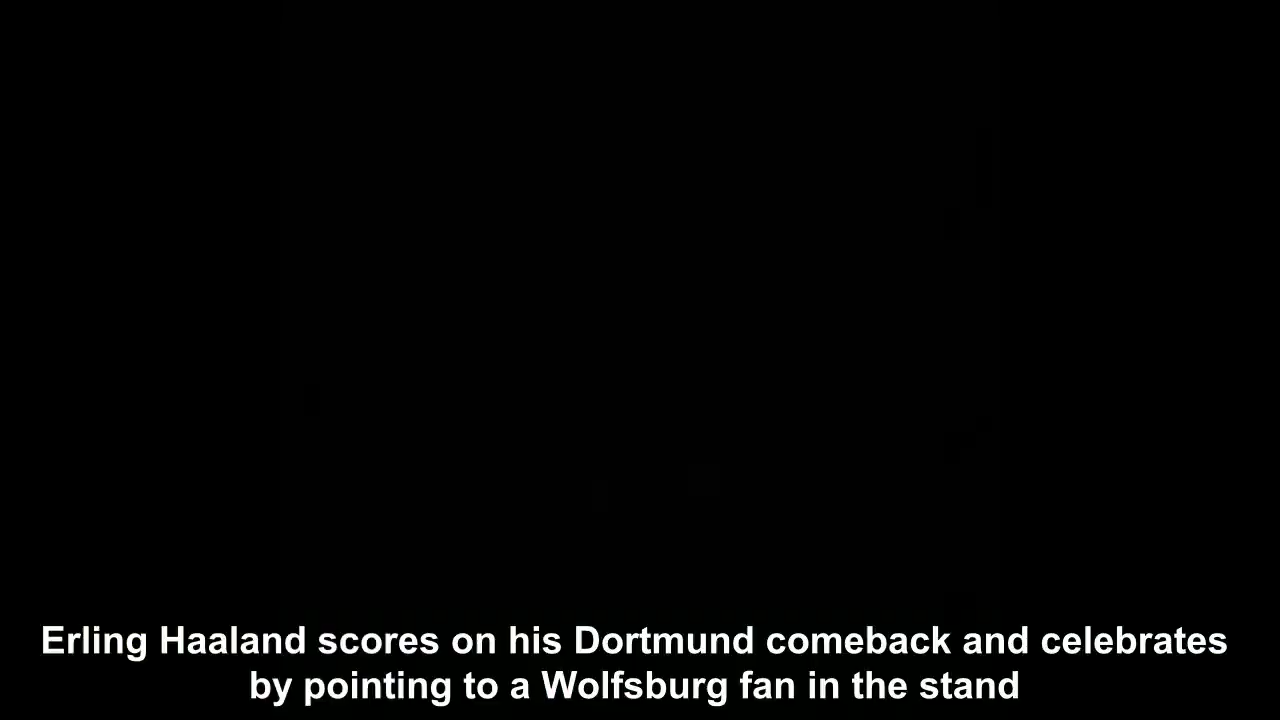 Erling Haaland scores on his Dortmund comeback and celebrates
by pointing to a Wolfsburg fan in the stand